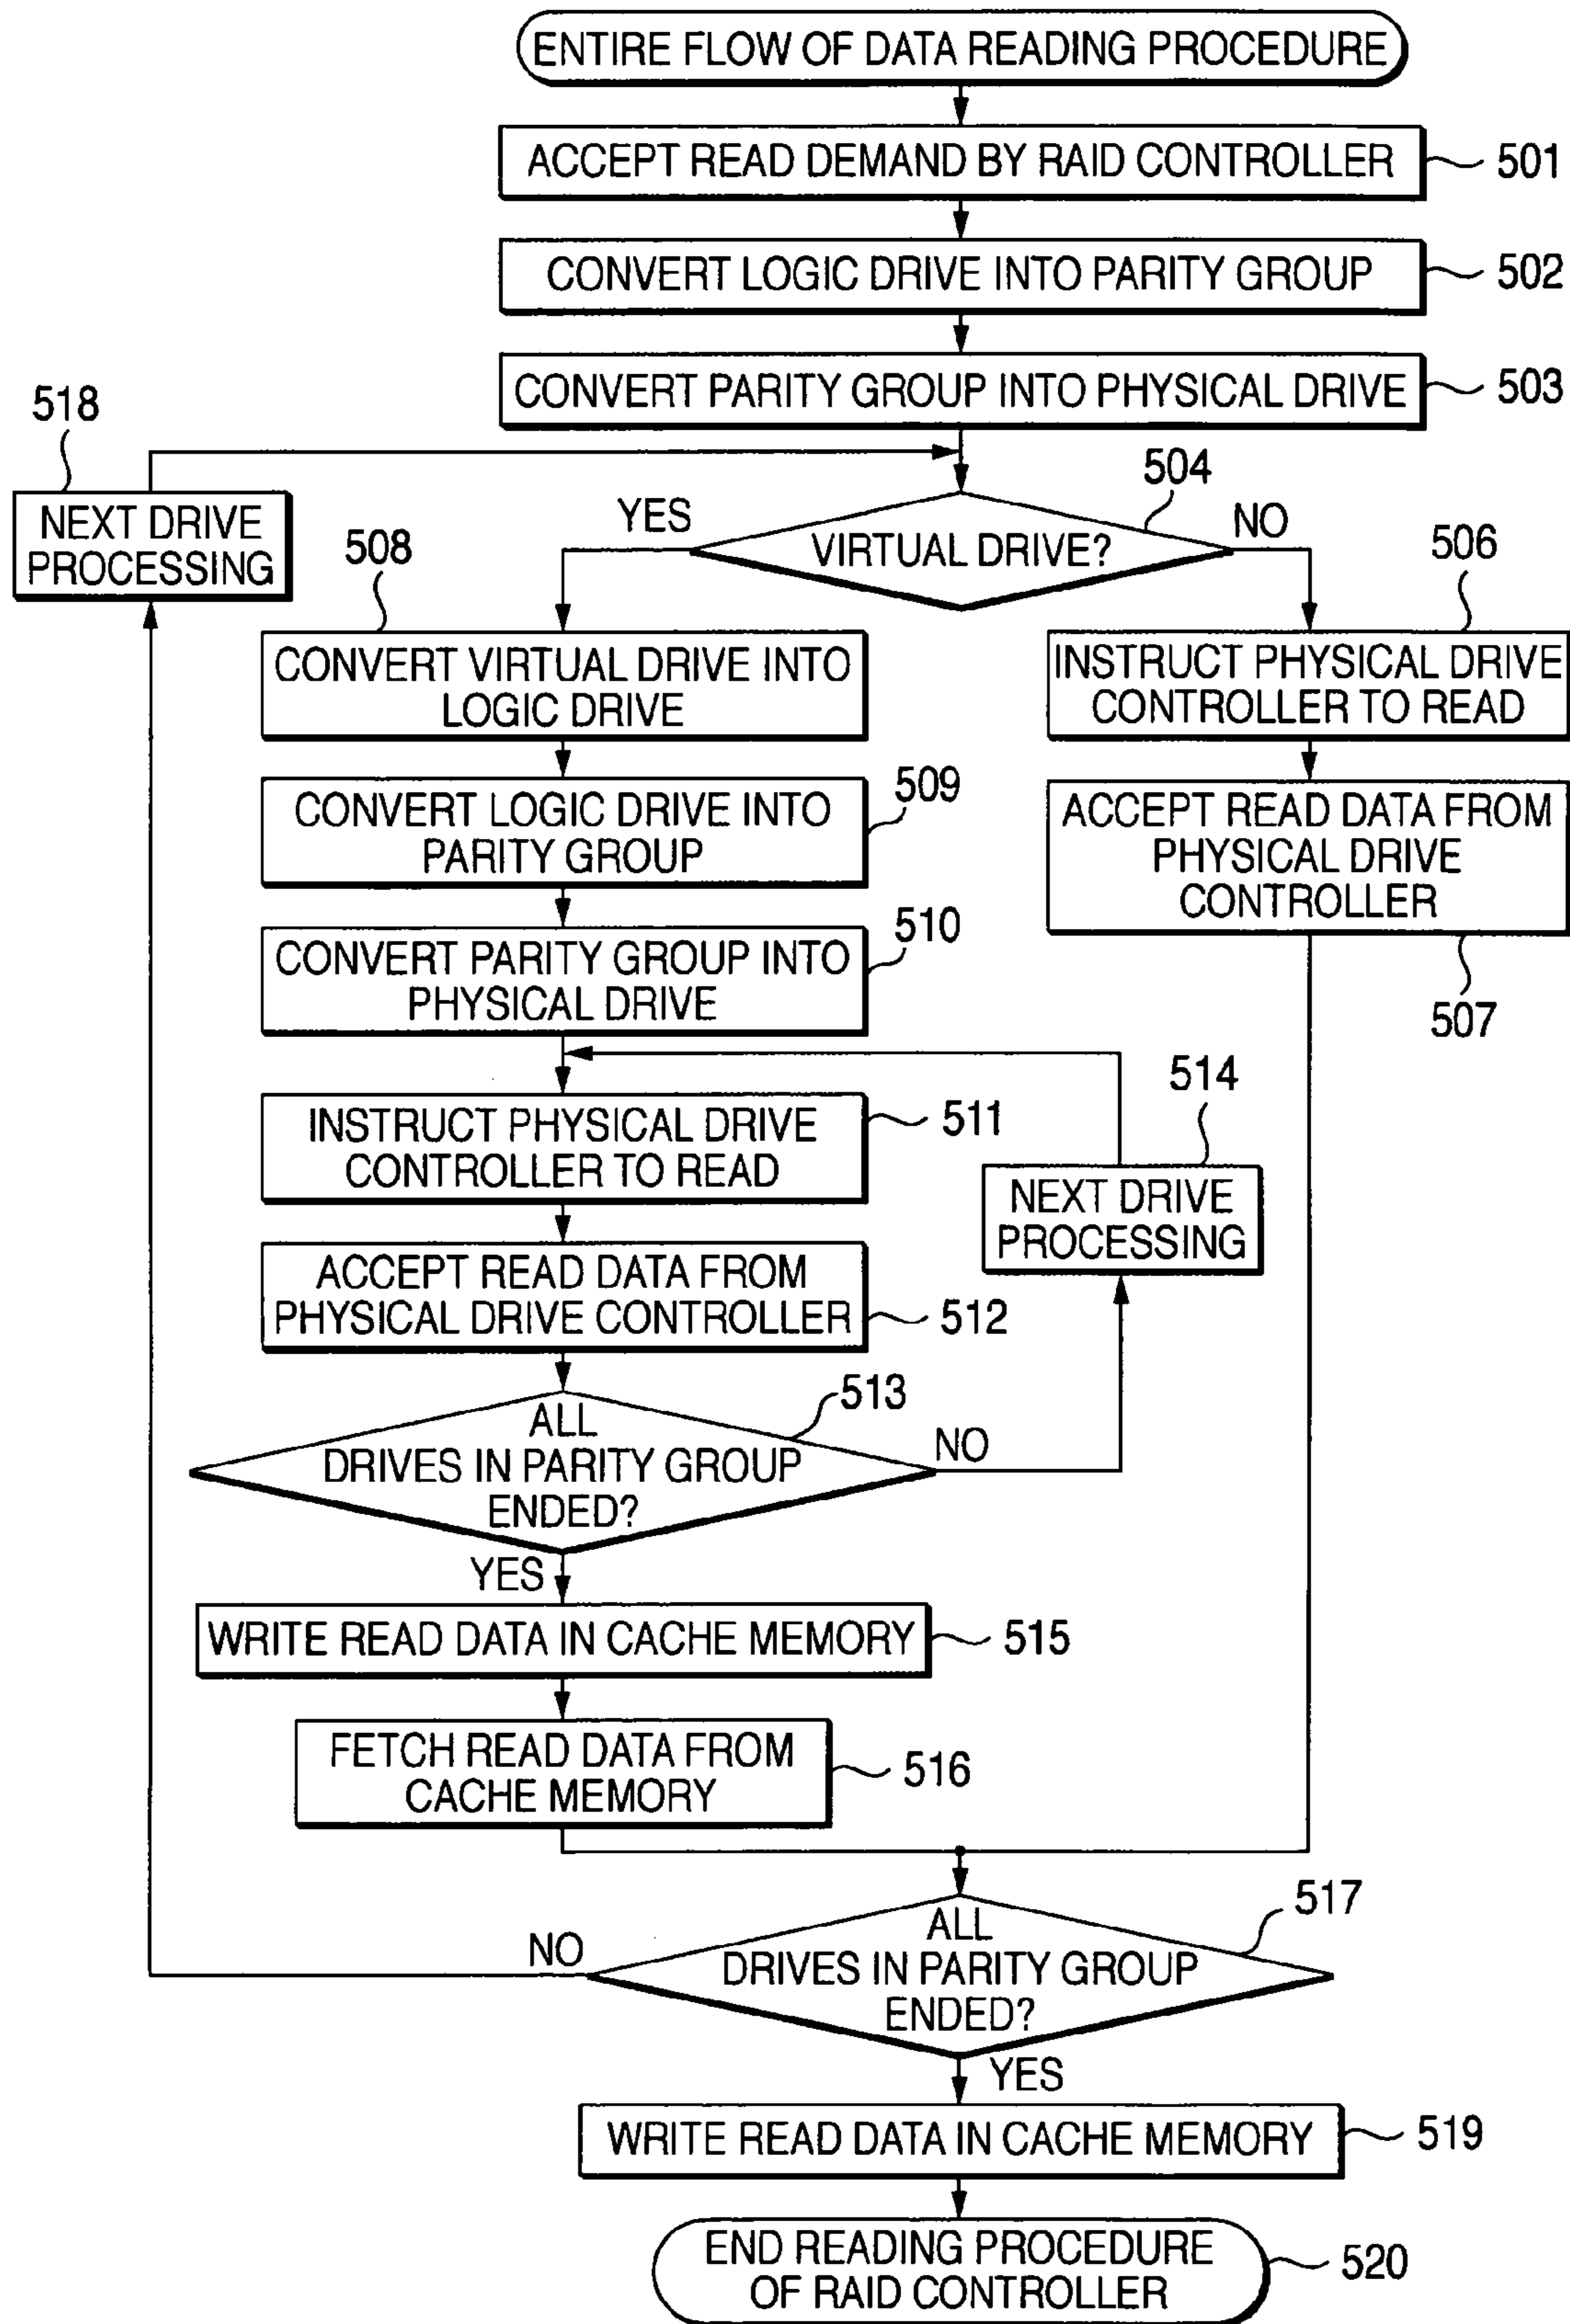 ENTIRE FLOW OF DATA READING PROCEDURE
ACCEPT READ DEMAND BY RAID CONTROLLER
501
CONVERT LOGIC DRIVE INTO PARITY GROUP
502
CONVERT PARITY GROUP INTO PHYSICAL DRIVE
503
518
NEXT DRIVE
PROCESSING
504
YES
VIRTUAL DRIVE?
NO
508
CONVERT VIRTUAL DRIVE INTO
LOGIC DRIVE
506
INSTRUCT PHYSICAL DRIVE
CONTROLLER TO READ
CONVERT LOGIC DRIVE INTO
PARITY GROUP
509
ACCEPT READ DATA FROM
PHYSICAL DRIVE
CONTROLLER
507
CONVERT PARITY GROUP INTO
PHYSICAL DRIVE
510
INSTRUCT PHYSICAL DRIVE
CONTROLLER TO READ
511
514
NEXT DRIVE
PROCESSING
ACCEPT READ DATA FROM
PHYSICAL DRIVE CONTROLLER
512
513
ALL
DRIVES IN PARITY GROUP
ENDED?
NO
YES
WRITE READ DATA IN CACHE MEMORY
515
FETCH READ DATA FROM
CACHE MEMORY
516
517
ALL
DRIVES IN PARITY GROUP
ENDED?
NO
YES
WRITE READ DATA IN CACHE MEMORY
519
END READING PROCEDURE
OF RAID CONTROLLER
520